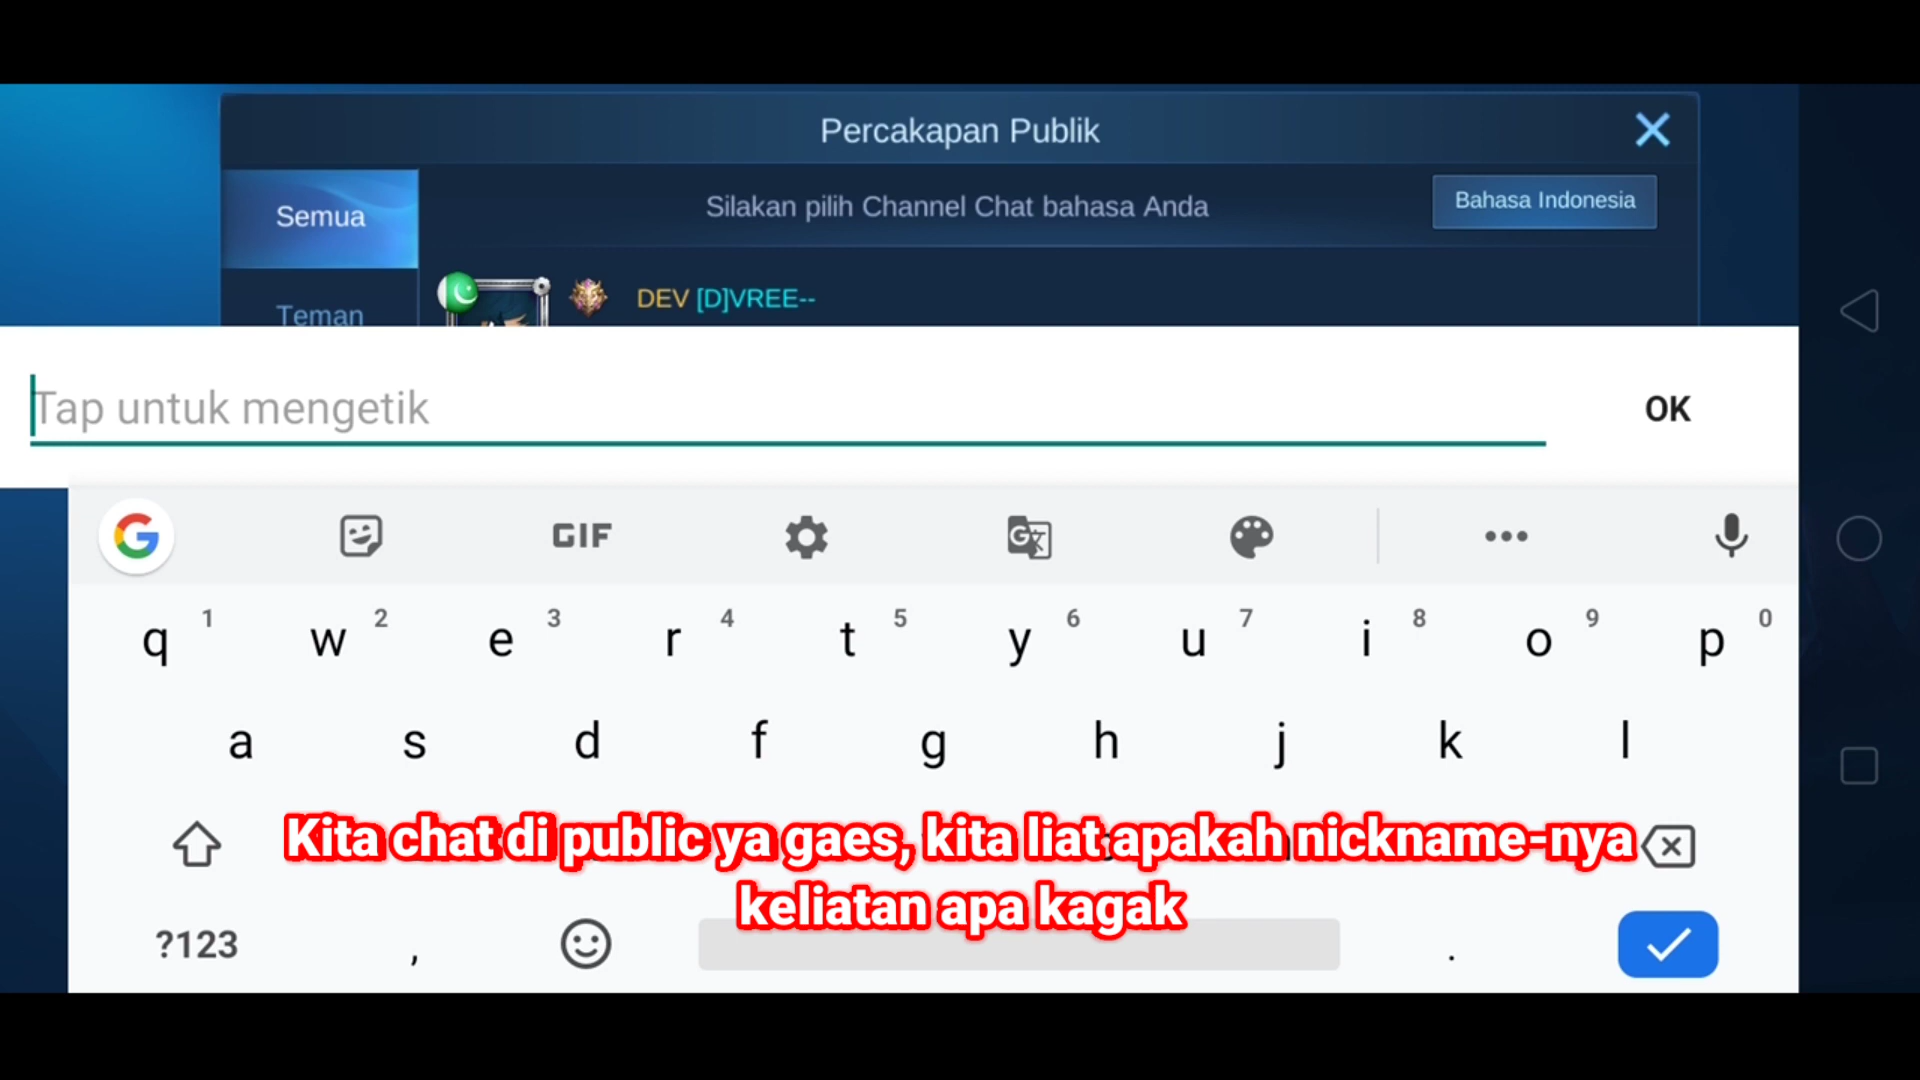 Percakapan Publik
Semua
Silakan pilih Channel Chat bahasa Anda
Bahasa Indonesia
DEV [D]VREE--
Teman
Tap untuk mengetik
OK
G
GIF
q 1 w 2 e 3 r 4 t 5 y 6 u 7 i 8 o 9 p 0
a s d f g h j k l
Kita chat di public ya gaes, kita liat apakah nickname-nya
keliatan apa kagak
?123 , .